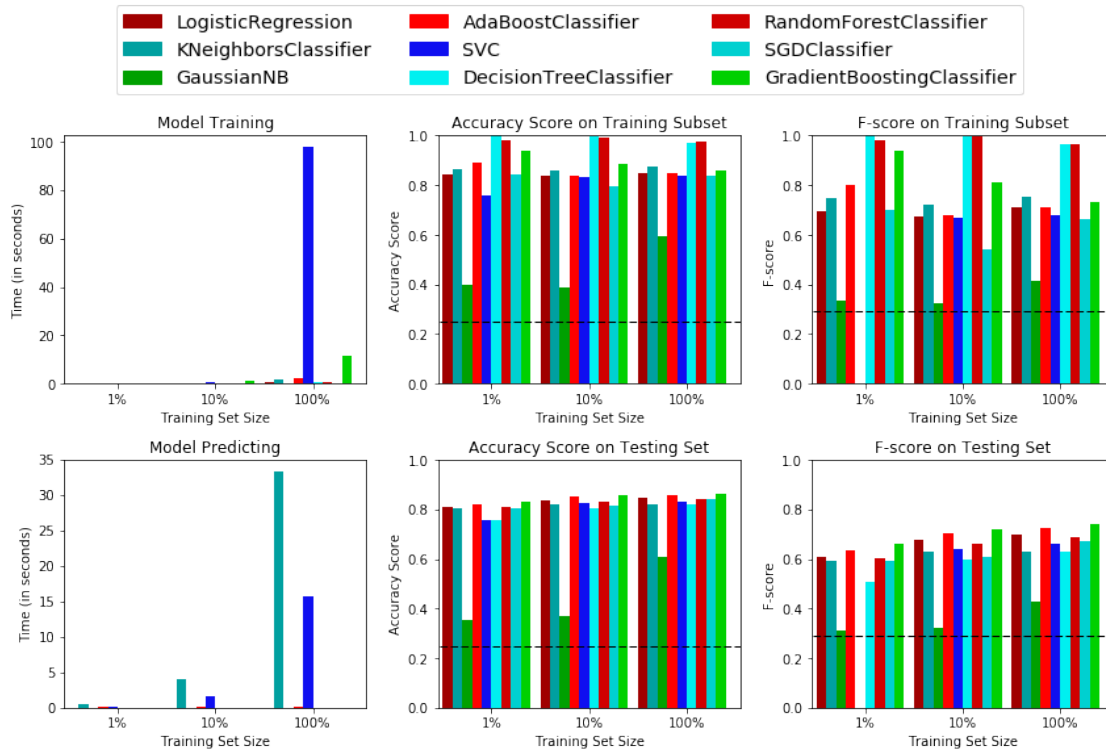 LogisticRegression
KNeighborsClassifier
GaussianNB
AdaBoostClassifier
SVC
DecisionTreeClassifier
RandomForestClassifier
SGDClassifier
GradientBoostingClassifier
Model Training
100
80
60
40
20
0
Time (in seconds)
1% 10% 100%
Training Set Size
Accuracy Score on Training Subset
1.0
0.8
0.6
0.4
0.2
0.0
Accuracy Score
1% 10% 100%
Training Set Size
F-score on Training Subset
1.0
0.8
0.6
0.4
0.2
0.0
F-score
1% 10% 100%
Training Set Size
Model Predicting
35
30
25
20
15
10
5
0
Time (in seconds)
1% 10% 100%
Training Set Size
Accuracy Score on Testing Set
1.0
0.8
0.6
0.4
0.2
0.0
Accuracy Score
1% 10% 100%
Training Set Size
F-score on Testing Set
1.0
0.8
0.6
0.4
0.2
0.0
F-score
1% 10% 100%
Training Set Size